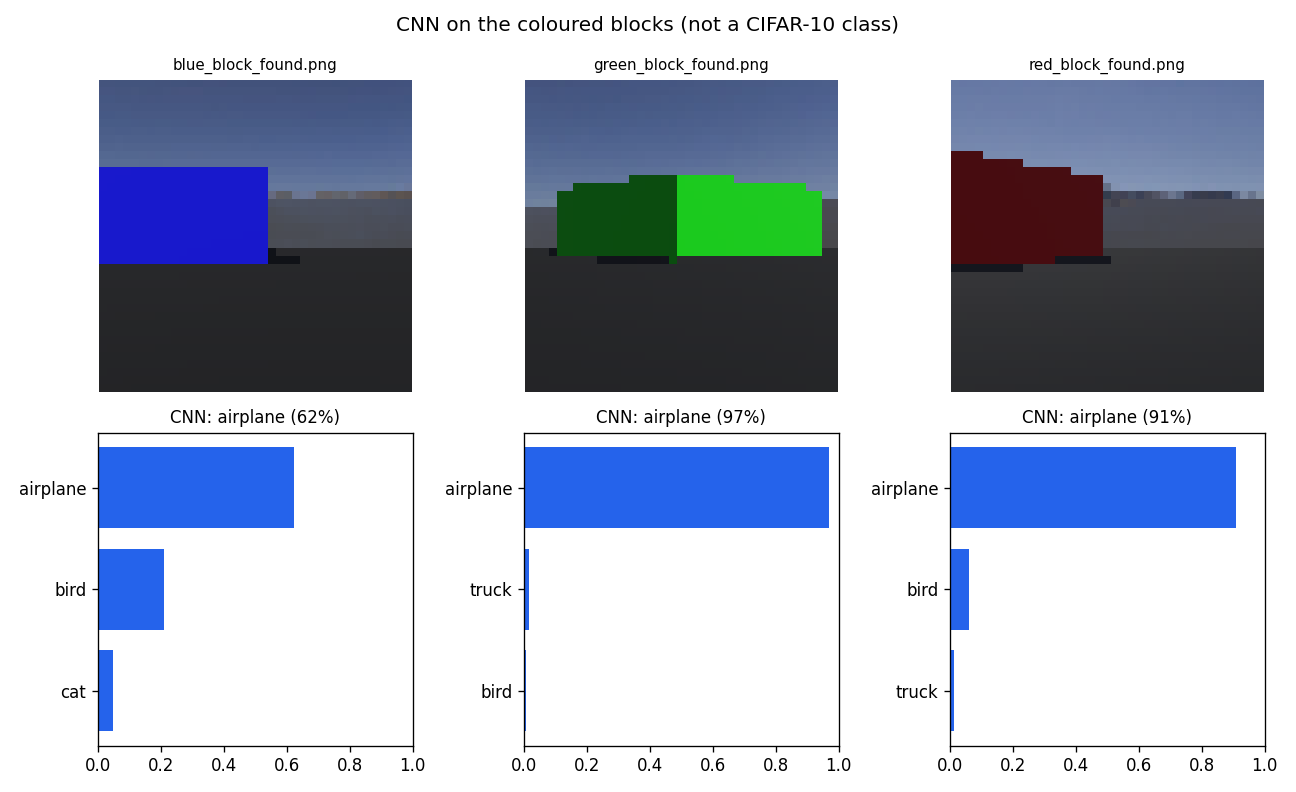 CNN on the coloured blocks (not a CIFAR-10 class)
blue_block_found.png
green_block_found.png
red_block_found.png
CNN: airplane (62%)
airplane
bird
cat
0.0 0.2 0.4 0.6 0.8 1.0
CNN: airplane (97%)
airplane
truck
bird
0.0 0.2 0.4 0.6 0.8 1.0
CNN: airplane (91%)
airplane
bird
truck
0.0 0.2 0.4 0.6 0.8 1.0